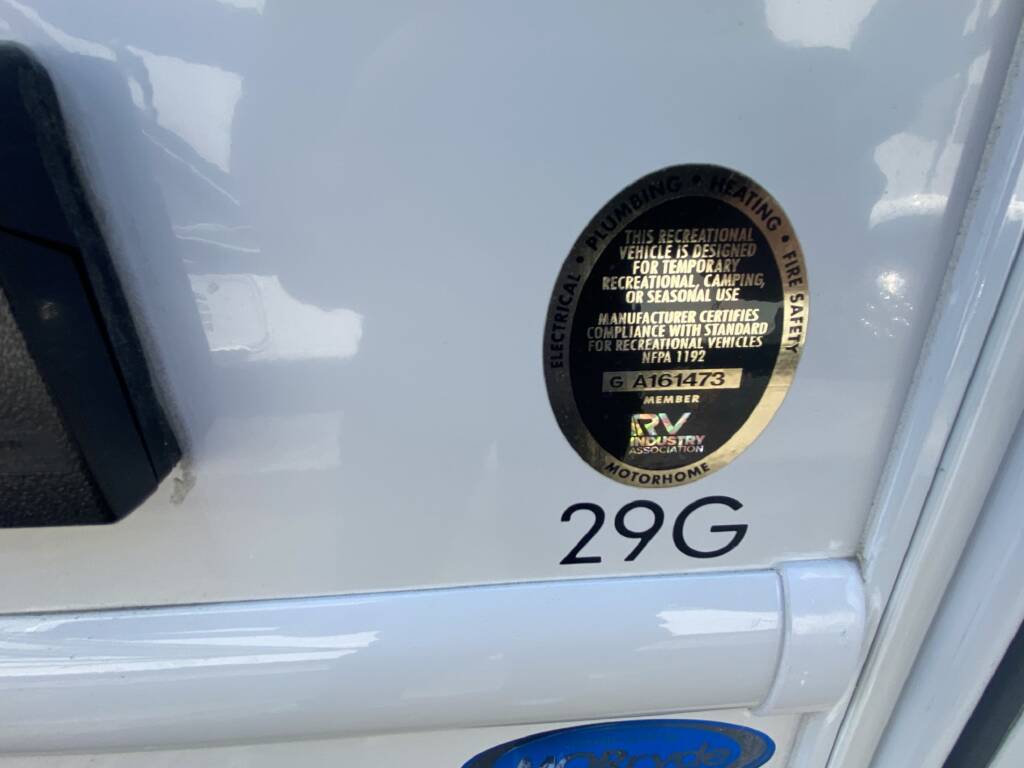 ELECTRICAL • PLUMBING • HEATING • FIRE SAFETY
THIS RECREATIONAL
VEHICLE IS DESIGNED
FOR TEMPORARY
RECREATIONAL, CAMPING,
OR SEASONAL USE
MANUFACTURER CERTIFIES
COMPLIANCE WITH STANDARD
FOR RECREATIONAL VEHICLES
NFPA 1192
G A161473
MEMBER
RV
INDUSTRY
ASSOCIATION
MOTORHOME
29G